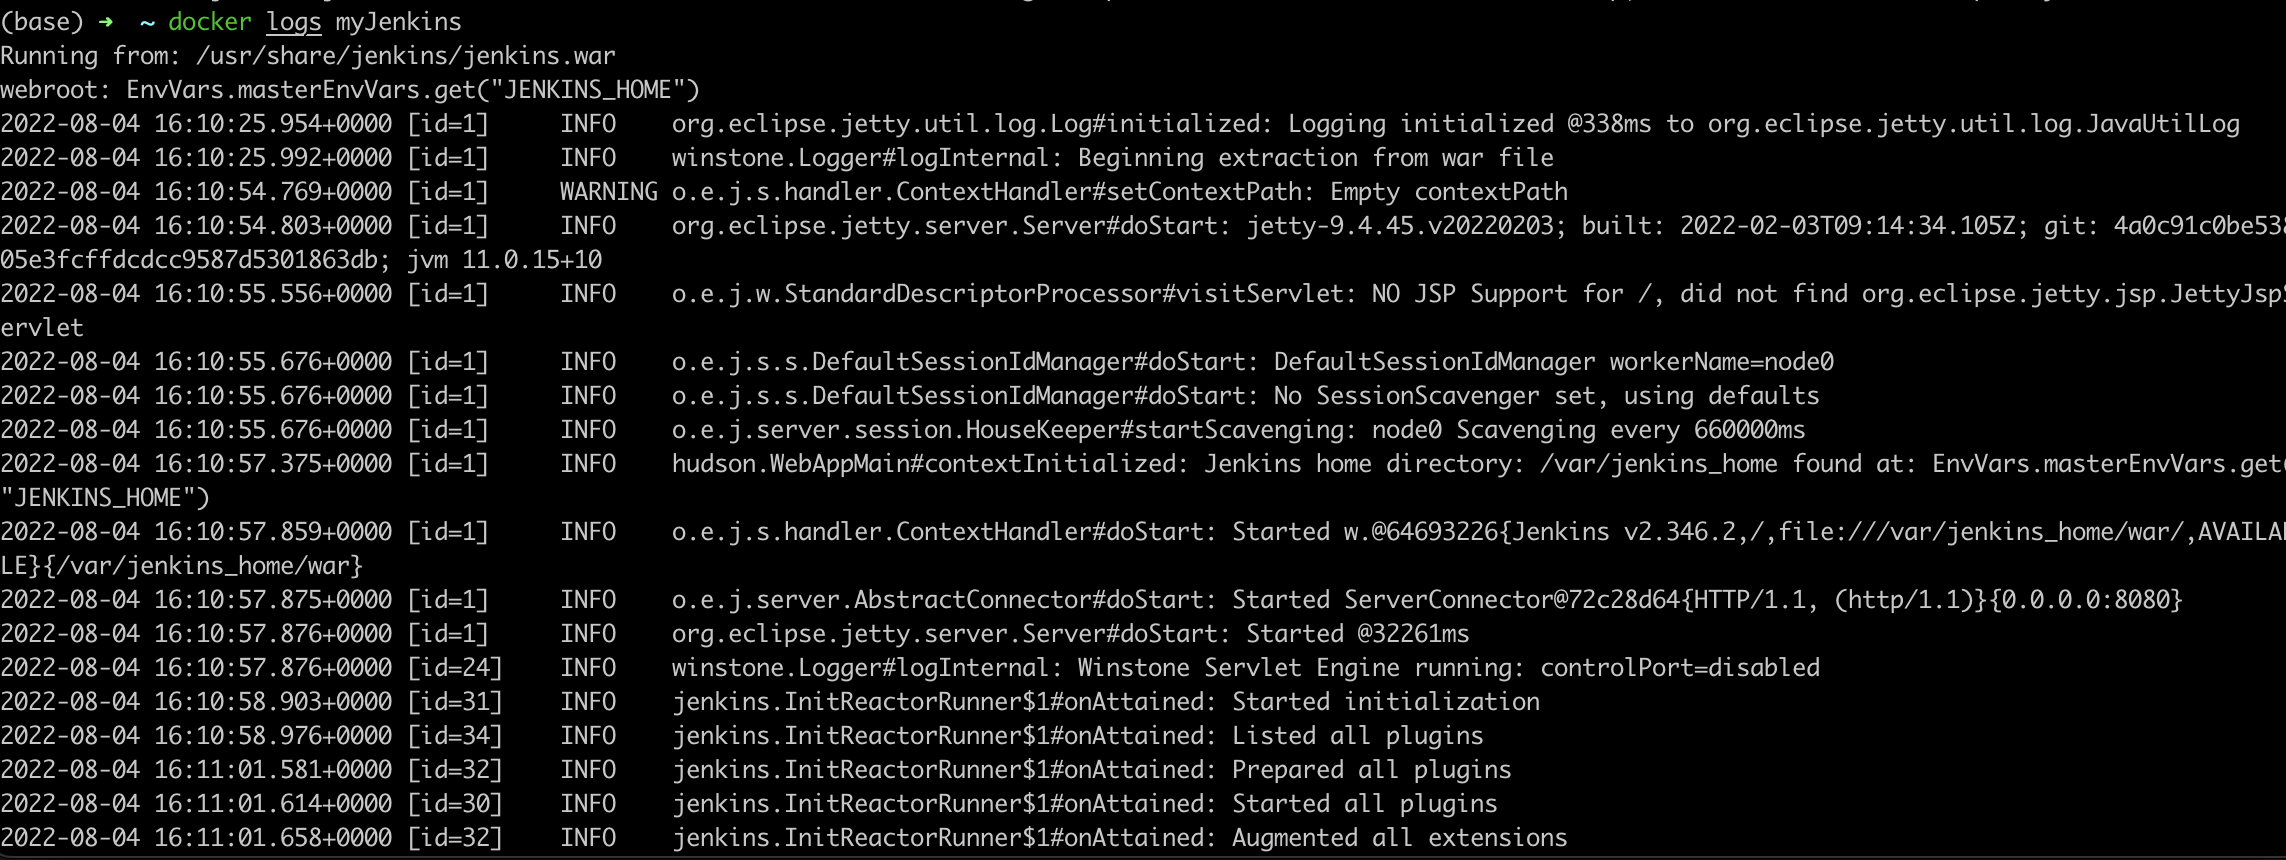 (base) ➜  ~ docker logs myJenkins
Running from: /usr/share/jenkins/jenkins.war
webroot: EnvVars.masterEnvVars.get("JENKINS_HOME")
2022-08-04 16:10:25.954+0000 [id=1]     INFO    org.eclipse.jetty.util.log.Log#initialized: Logging initialized @338ms to org.eclipse.jetty.util.log.JavaUtilLog
2022-08-04 16:10:25.992+0000 [id=1]     INFO    winstone.Logger#logInternal: Beginning extraction from war file
2022-08-04 16:10:54.769+0000 [id=1]     WARNING o.e.j.s.handler.ContextHandler#setContextPath: Empty contextPath
2022-08-04 16:10:54.803+0000 [id=1]     INFO    org.eclipse.jetty.server.Server#doStart: jetty-9.4.45.v20220203; built: 2022-02-03T09:14:34.105Z; git: 4a0c91c0be538
05e3fcffdcdcc9587d5301863db; jvm 11.0.15+10
2022-08-04 16:10:55.556+0000 [id=1]     INFO    o.e.j.w.StandardDescriptorProcessor#visitServlet: NO JSP Support for /, did not find org.eclipse.jetty.jsp.JettyJspS
ervlet
2022-08-04 16:10:55.676+0000 [id=1]     INFO    o.e.j.s.s.DefaultSessionIdManager#doStart: DefaultSessionIdManager workerName=node0
2022-08-04 16:10:55.676+0000 [id=1]     INFO    o.e.j.s.s.DefaultSessionIdManager#doStart: No SessionScavenger set, using defaults
2022-08-04 16:10:55.676+0000 [id=1]     INFO    o.e.j.server.session.HouseKeeper#startScavenging: node0 Scavenging every 660000ms
2022-08-04 16:10:57.375+0000 [id=1]     INFO    hudson.WebAppMain#contextInitialized: Jenkins home directory: /var/jenkins_home found at: EnvVars.masterEnvVars.get(
"JENKINS_HOME")
2022-08-04 16:10:57.859+0000 [id=1]     INFO    o.e.j.s.handler.ContextHandler#doStart: Started w.@64693226{Jenkins v2.346.2,/,file:///var/jenkins_home/war/,AVAILAB
LE}{/var/jenkins_home/war}
2022-08-04 16:10:57.875+0000 [id=1]     INFO    o.e.j.server.AbstractConnector#doStart: Started ServerConnector@72c28d64{HTTP/1.1, (http/1.1)}{0.0.0.0:8080}
2022-08-04 16:10:57.876+0000 [id=1]     INFO    org.eclipse.jetty.server.Server#doStart: Started @32261ms
2022-08-04 16:10:57.876+0000 [id=24]    INFO    winstone.Logger#logInternal: Winstone Servlet Engine running: controlPort=disabled
2022-08-04 16:10:58.903+0000 [id=31]    INFO    jenkins.InitReactorRunner$1#onAttained: Started initialization
2022-08-04 16:10:58.976+0000 [id=34]    INFO    jenkins.InitReactorRunner$1#onAttained: Listed all plugins
2022-08-04 16:11:01.581+0000 [id=32]    INFO    jenkins.InitReactorRunner$1#onAttained: Prepared all plugins
2022-08-04 16:11:01.614+0000 [id=30]    INFO    jenkins.InitReactorRunner$1#onAttained: Started all plugins
2022-08-04 16:11:01.658+0000 [id=32]    INFO    jenkins.InitReactorRunner$1#onAttained: Augmented all extensions